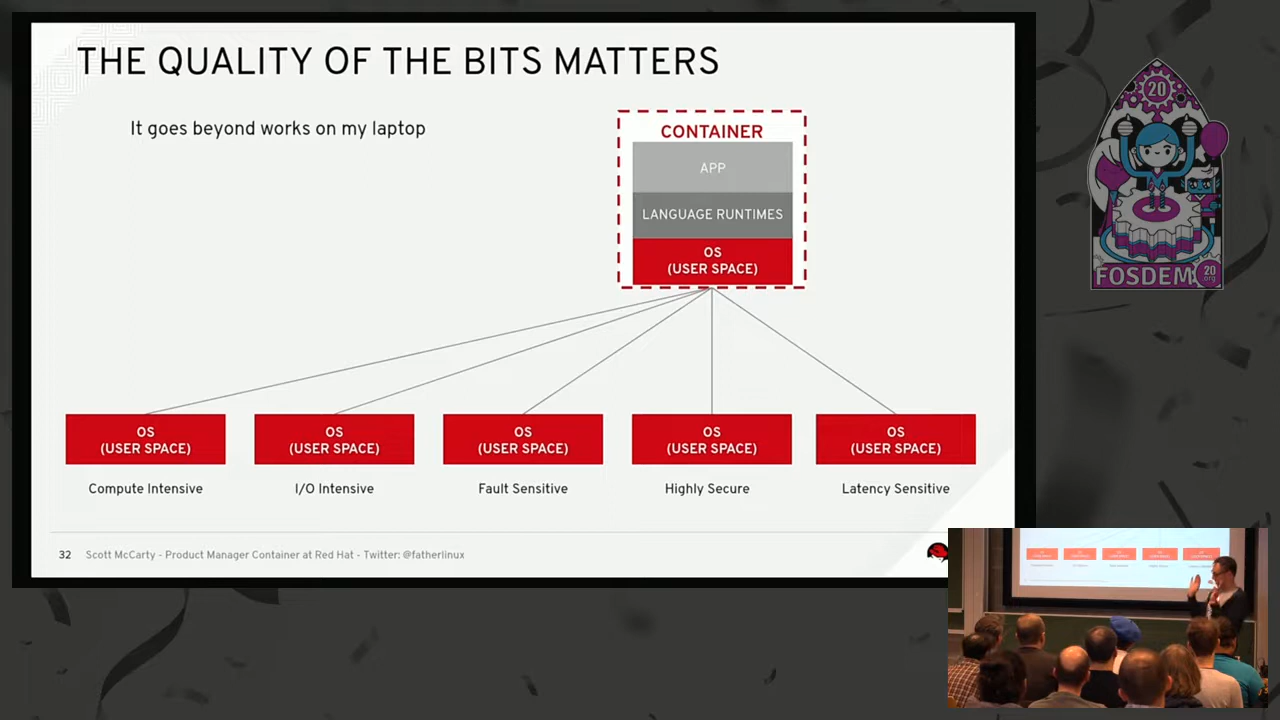 THE QUALITY OF THE BITS MATTERS
It goes beyond works on my laptop
CONTAINER
APP
LANGUAGE RUNTIMES
OS
(USER SPACE)
OS
(USER SPACE)
OS
(USER SPACE)
OS
(USER SPACE)
OS
(USER SPACE)
OS
(USER SPACE)
Compute Intensive
I/O Intensive
Fault Sensitive
Highly Secure
Latency Sensitive
32 Scott McCarty - Product Manager Container at Red Hat - Twitter: @fatherlinux
20
FOSDEM
20
.org